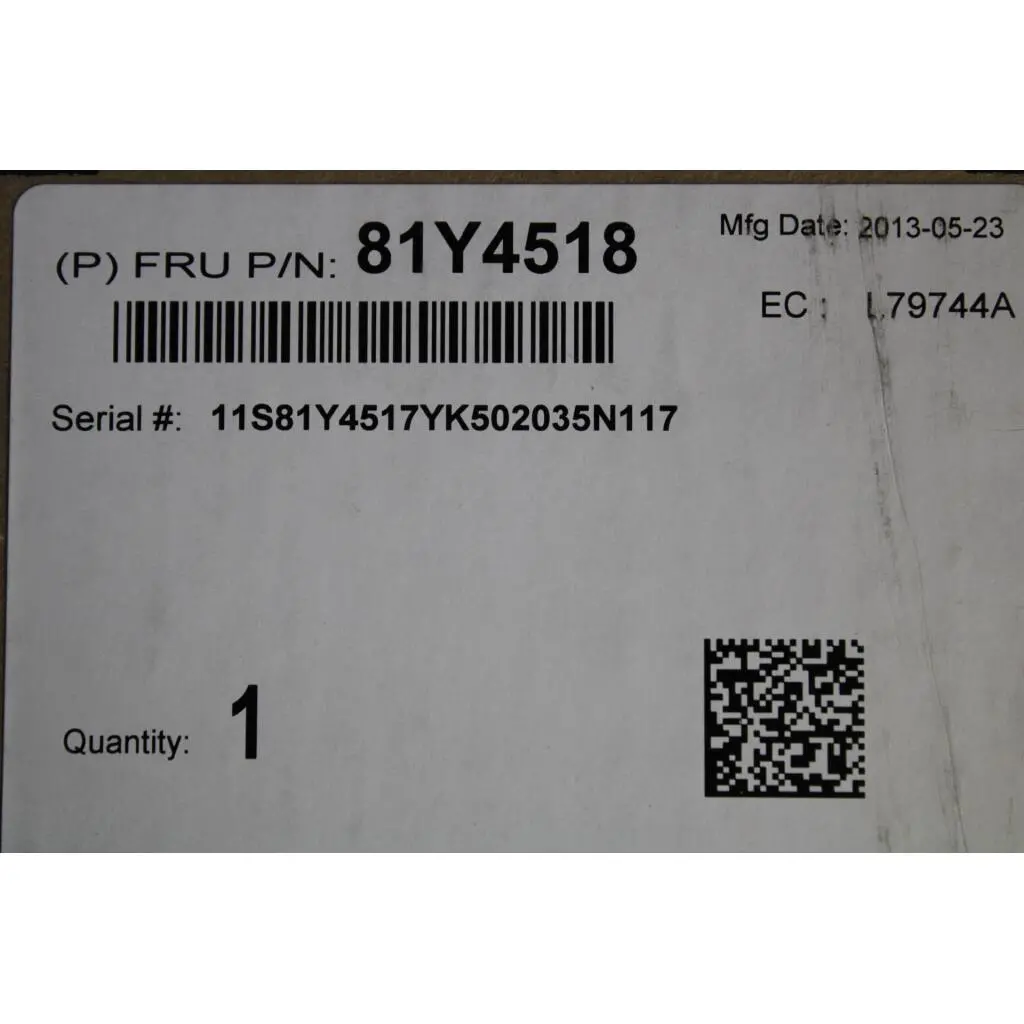 (P) FRU P/N: 81Y4518
Mfg Date: 2013-05-23
EC : L79744A
Serial #: 11S81Y4517YK502035N117
Quantity: 1